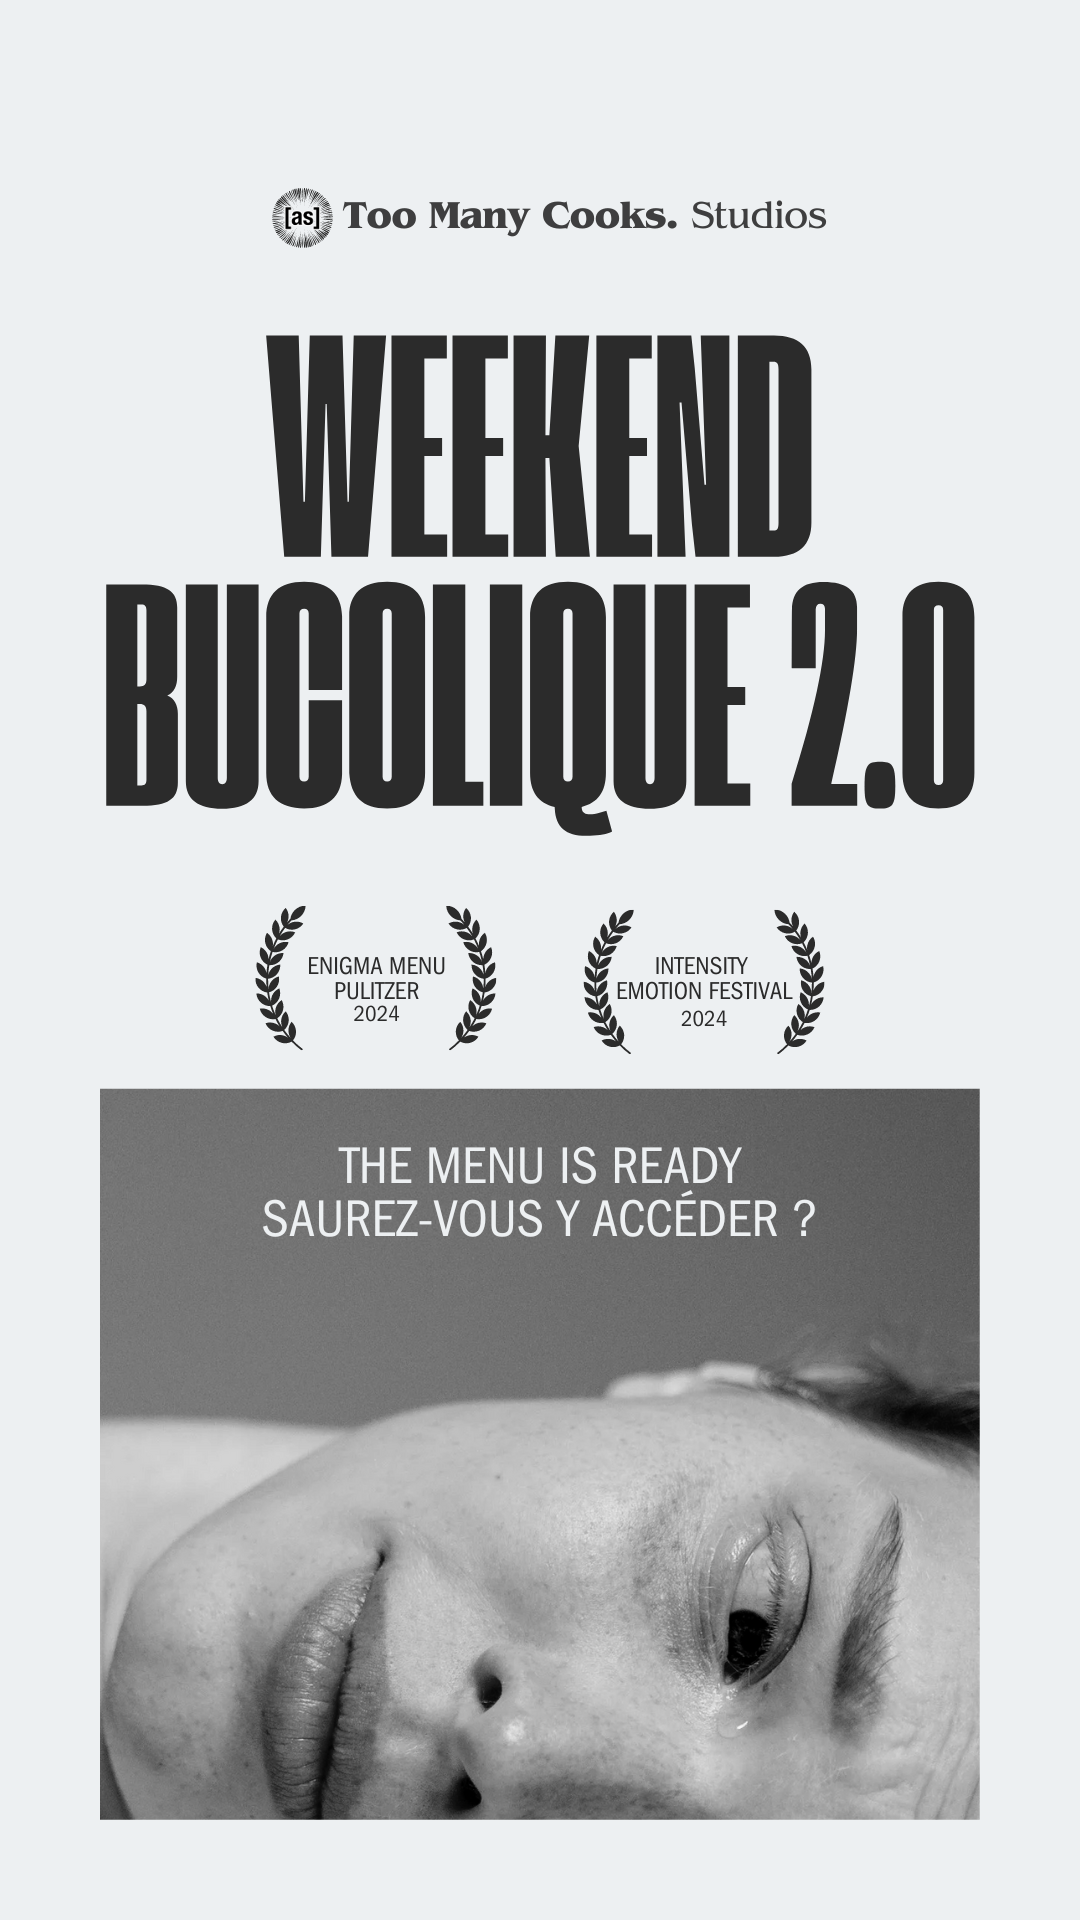 [as] Too Many Cooks. Studios
WEEKEND
BUCOLIQUE 2.0
ENIGMA MENU
PULITZER
2024
INTENSITY
EMOTION FESTIVAL
2024
THE MENU IS READY
SAUREZ-VOUS Y ACCÉDER ?